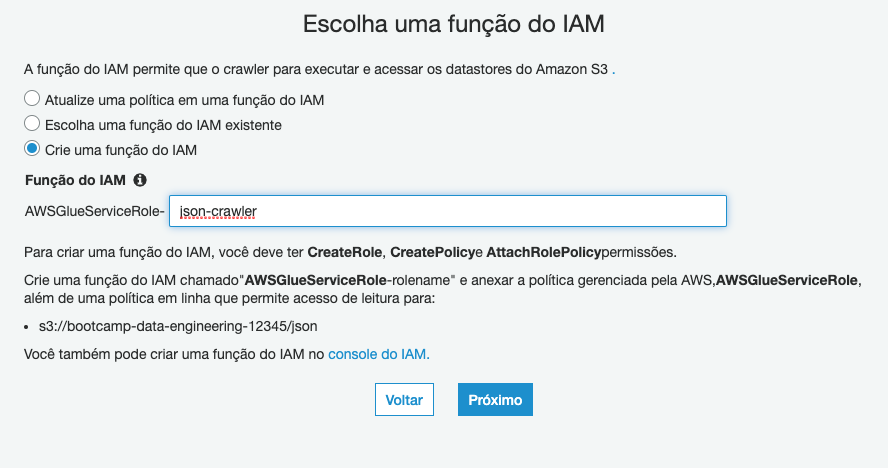 Escolha uma função do IAM
A função do IAM permite que o crawler para executar e acessar os datastores do Amazon S3 .
Atualize uma política em uma função do IAM
Escolha uma função do IAM existente
Crie uma função do IAM
Função do IAM
AWSGlueServiceRole- json-crawler
Para criar uma função do IAM, você deve ter CreateRole, CreatePolicye AttachRolePolicypermissões.
Crie uma função do IAM chamado"AWSGlueServiceRole-rolename" e anexar a política gerenciada pela AWS,AWSGlueServiceRole,
além de uma política em linha que permite acesso de leitura para:
• s3://bootcamp-data-engineering-12345/json
Você também pode criar uma função do IAM no console do IAM.
Voltar Próximo